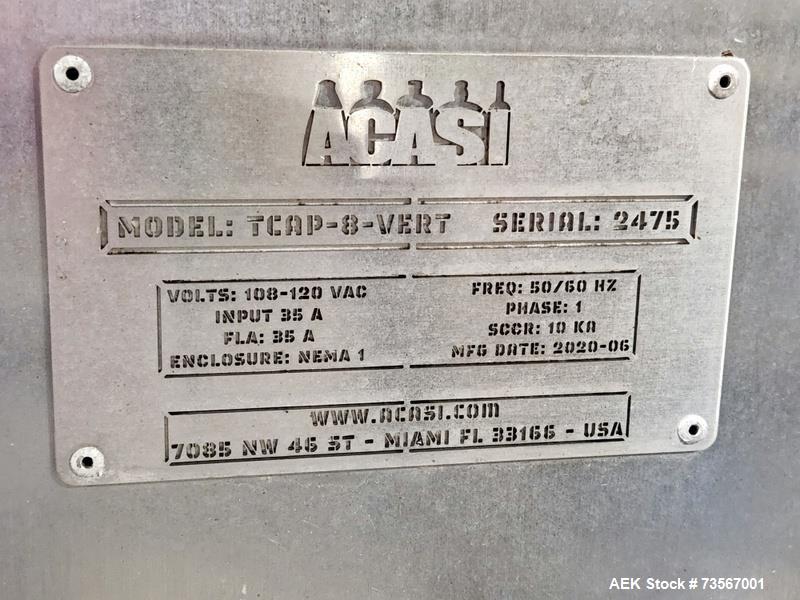 ACASI
MODEL: TCAP-8-VERT SERIAL: 2475
VOLTS: 108-120 VAC FREQ: 50/60 HZ
INPUT 35 A PHASE: 1
FLA: 35 A SCCR: 10 KA
ENCLOSURE: NEMA 1 MFG DATE: 2020-06
WWW.ACASI.COM
7085 NW 46 ST - MIAMI FL 33166 - USA
AEK Stock # 73567001